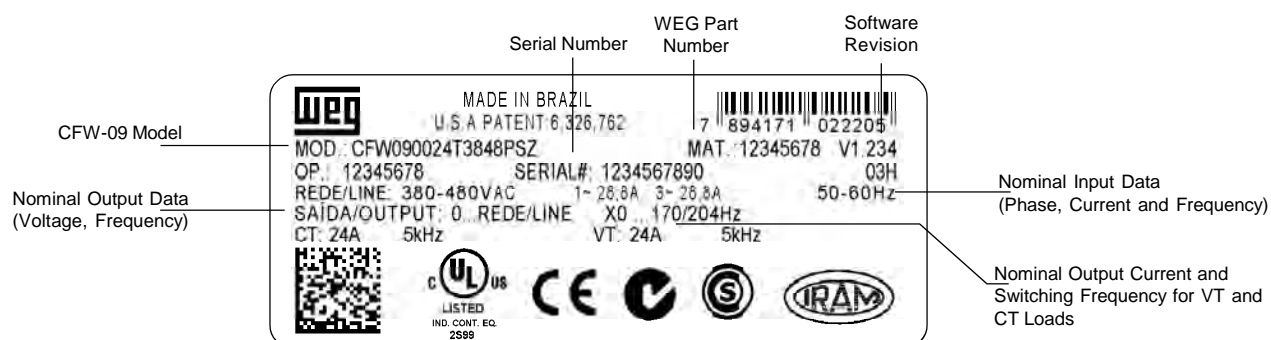 Serial Number
WEG Part
Number
Software
Revision
CFW-09 Model
Nominal Output Data
(Voltage, Frequency)
weg
MADE IN BRAZIL
U.S.A PATENT 6,326,762
7 894171 022205
MOD.: CFW090024T3848PSZ MAT. 12345678 V1.234
OP.: 12345678 SERIAL#: 1234567890 03H
REDE/LINE: 380-480VAC 1~ 28,8A 3~ 28,8A 50-60Hz
SAÍDA/OUTPUT: 0...REDE/LINE X0 ... 170/204Hz
CT: 24A 5kHz VT: 24A 5kHz
C UL US
LISTED
IND. CONT. EQ.
2S99
CE
S
IRAM
Nominal Input Data
(Phase, Current and Frequency)
Nominal Output Current and
Switching Frequency for VT and
CT Loads